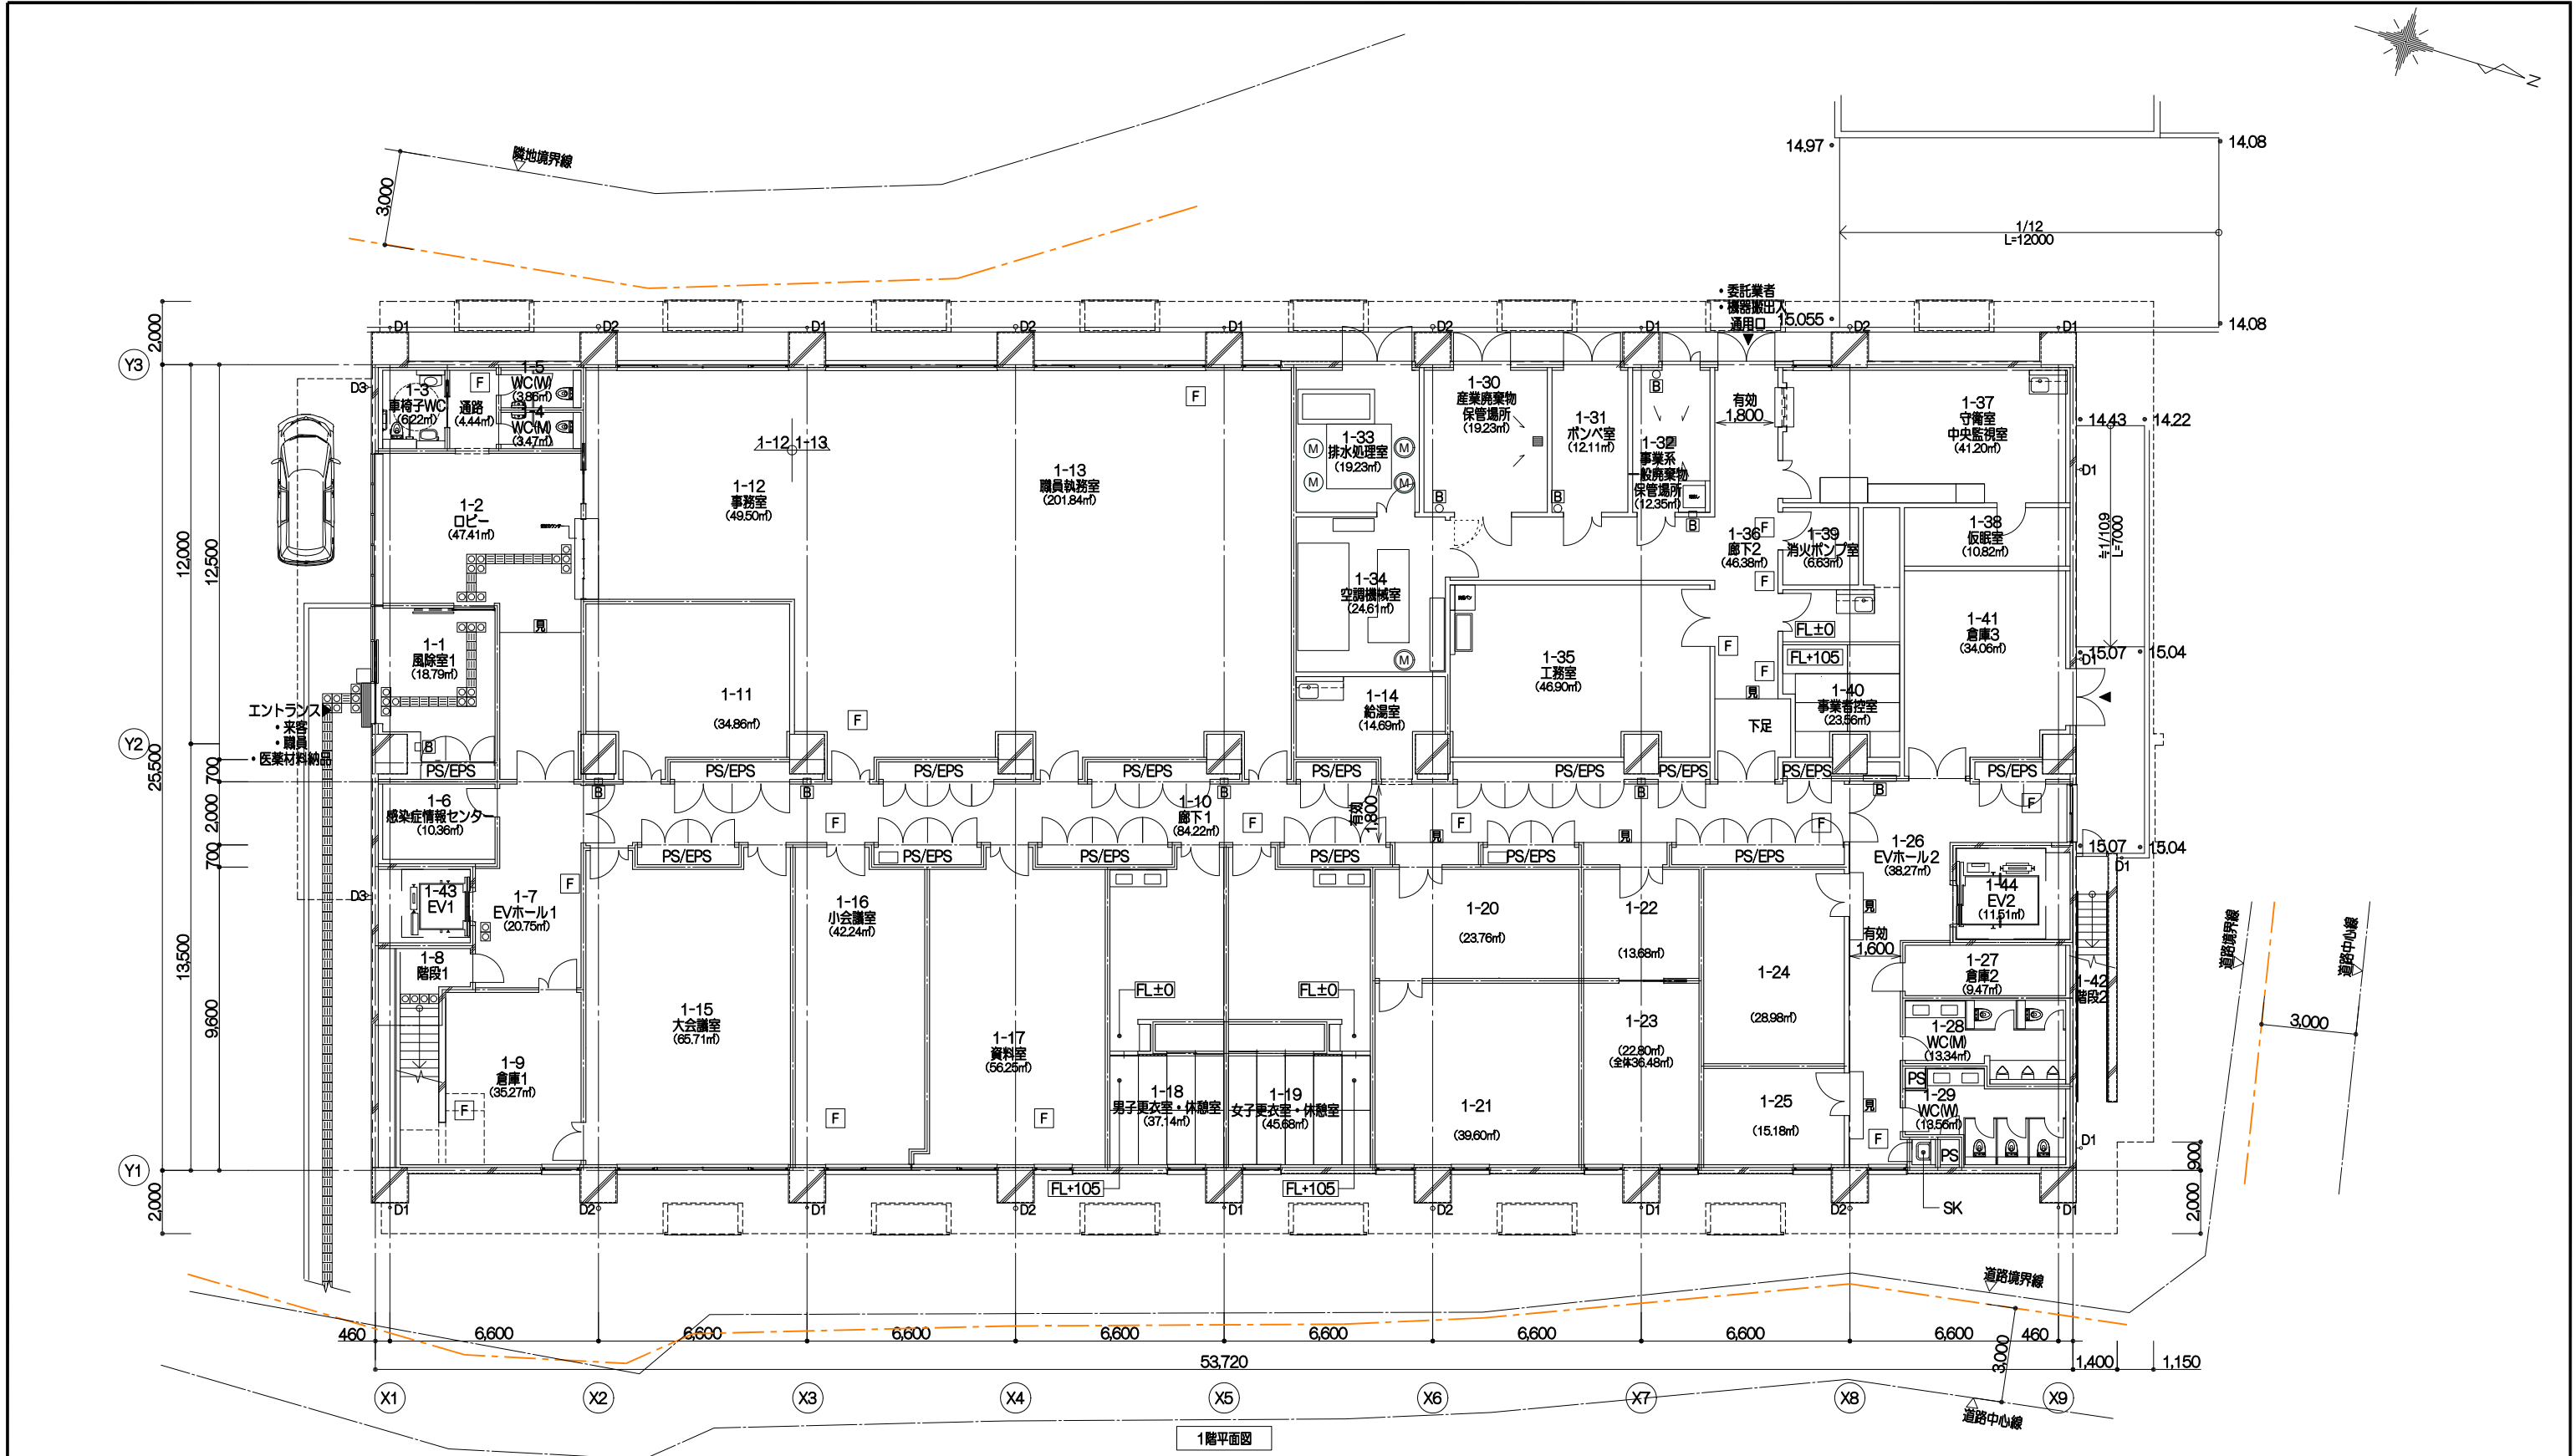 N
隣地境界線
3,000
14.97
14.08
1/12
L=12000
・委託業者
・機器搬出入
通用口
15.055
14.08
2,000
D1
D2
D1
D2
D1
D2
D1
D2
D1
Y3
D3
1-3
車椅子WC
(6.22㎡)
通路
(4.44㎡)
F
1-5
WC(W)
(3.86㎡)
1-4
WC(M)
(3.47㎡)
F
1-12
1-13
1-12
事務室
(49.50㎡)
1-13
職員執務室
(201.84㎡)
1-33
排水処理室
(19.23㎡)
M
M
M
M
1-30
産業廃棄物
保管場所
(19.23㎡)
B
1-31
ボンベ室
(12.11㎡)
B
B
1-32
事業系
一般廃棄物
保管場所
(12.35㎡)
B
有効
1,800
1-37
守衛室
中央監視室
(41.20㎡)
14.43
14.22
D1
1-2
ロビー
(47.41㎡)
12,000
12,500
1-34
空調機械室
(24.61㎡)
M
1-36
廊下2
(46.38㎡)
F
F
1-39
消火ポンプ室
(6.63㎡)
1-38
仮眠室
(10.82㎡)
≒1/10.9
L=7000
見
1-1
風除室1
(18.79㎡)
1-11
(34.86㎡)
F
1-14
給湯室
(14.69㎡)
1-35
工務室
(46.90㎡)
F
F
見
下足
FL±0
FL+105
1-40
事業者控室
(23.56㎡)
1-41
倉庫3
(34.06㎡)
15.07
15.04
D1
エントランス
・来客
・職員
・医薬材料納品
Y2
25,500
B
PS/EPS
PS/EPS
PS/EPS
PS/EPS
PS/EPS
PS/EPS
PS/EPS
PS/EPS
PS/EPS
700
2,000
700
1-6
感染症情報センター
(10.36㎡)
B
B
F
1-10
廊下1
(84.22㎡)
B
F
有効
1,800
F
見
B
見
F
B
F
PS/EPS
PS/EPS
PS/EPS
PS/EPS
PS/EPS
PS/EPS
1-26
EVホール2
(38.27㎡)
15.07
15.04
D1
D3
1-43
EV1
1-7
EVホール1
(20.75㎡)
F
1-16
小会議室
(42.24㎡)
1-20
(23.76㎡)
1-22
(13.68㎡)
見
有効
1,600
1-44
EV2
(11.51㎡)
道路境界線
道路中心線
13,500
9,600
1-8
階段1
1-15
大会議室
(65.71㎡)
FL±0
FL±0
1-24
(28.98㎡)
1-27
倉庫2
(9.47㎡)
1-42
階段2
3,000
1-9
倉庫1
(35.27㎡)
F
F
1-17
資料室
(56.25㎡)
F
1-18
男子更衣室・休憩室
(37.14㎡)
1-19
女子更衣室・休憩室
(45.68㎡)
1-21
(39.60㎡)
1-23
(22.80㎡)
(全体36.48㎡)
1-25
(15.18㎡)
見
F
1-28
WC(M)
(13.34㎡)
PS
1-29
WC(W)
(13.56㎡)
PS
D1
Y1
2,000
FL+105
FL+105
SK
900
2,000
D1
D2
D1
D2
D1
D2
D1
D2
D1
道路境界線
460
6,600
6,600
6,600
6,600
6,600
6,600
6,600
6,600
460
53,720
3,000
1,400
1,150
X1
X2
X3
X4
X5
X6
X7
X8
X9
道路中心線
1階平面図